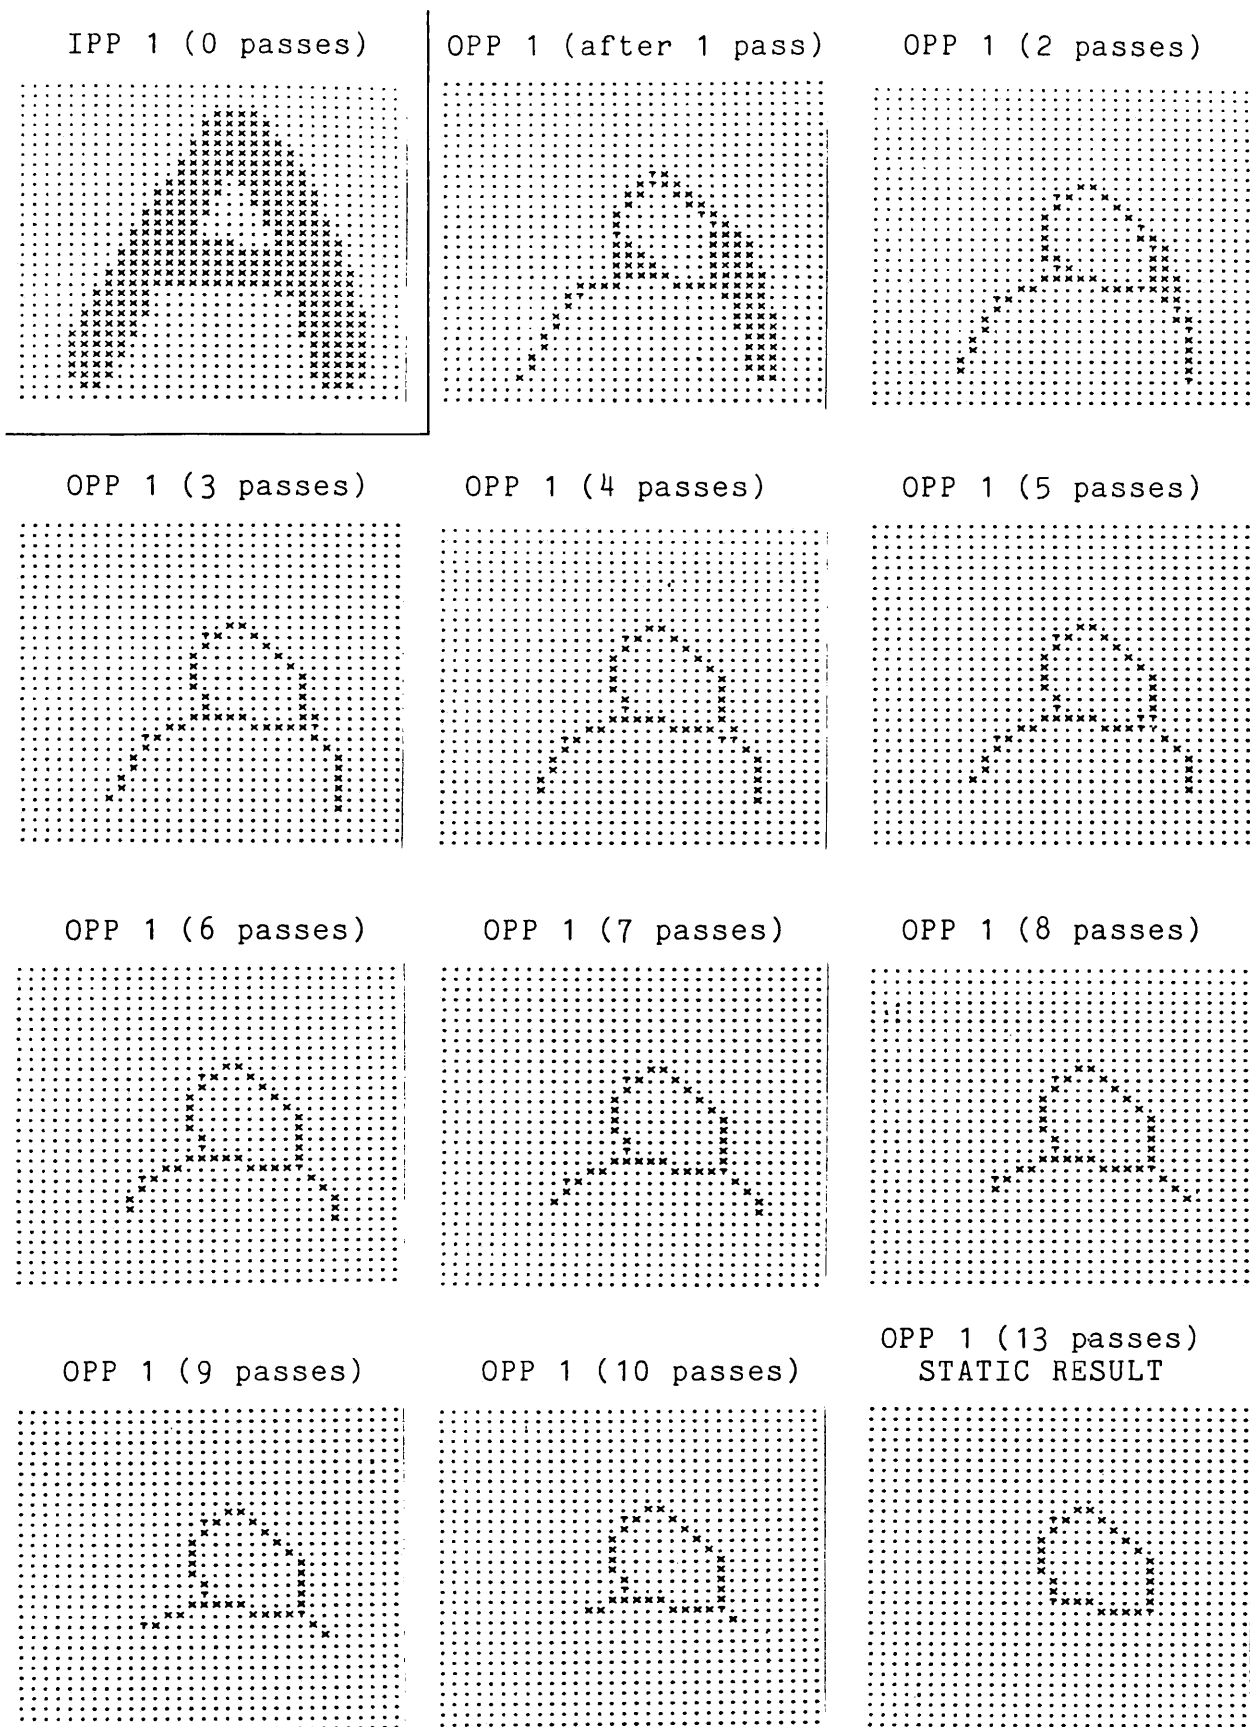 IPP 1 (0 passes)
OPP 1 (after 1 pass)
OPP 1 (2 passes)
OPP 1 (3 passes)
OPP 1 (4 passes)
OPP 1 (5 passes)
OPP 1 (6 passes)
OPP 1 (7 passes)
OPP 1 (8 passes)
OPP 1 (9 passes)
OPP 1 (10 passes)
OPP 1 (13 passes)
STATIC RESULT